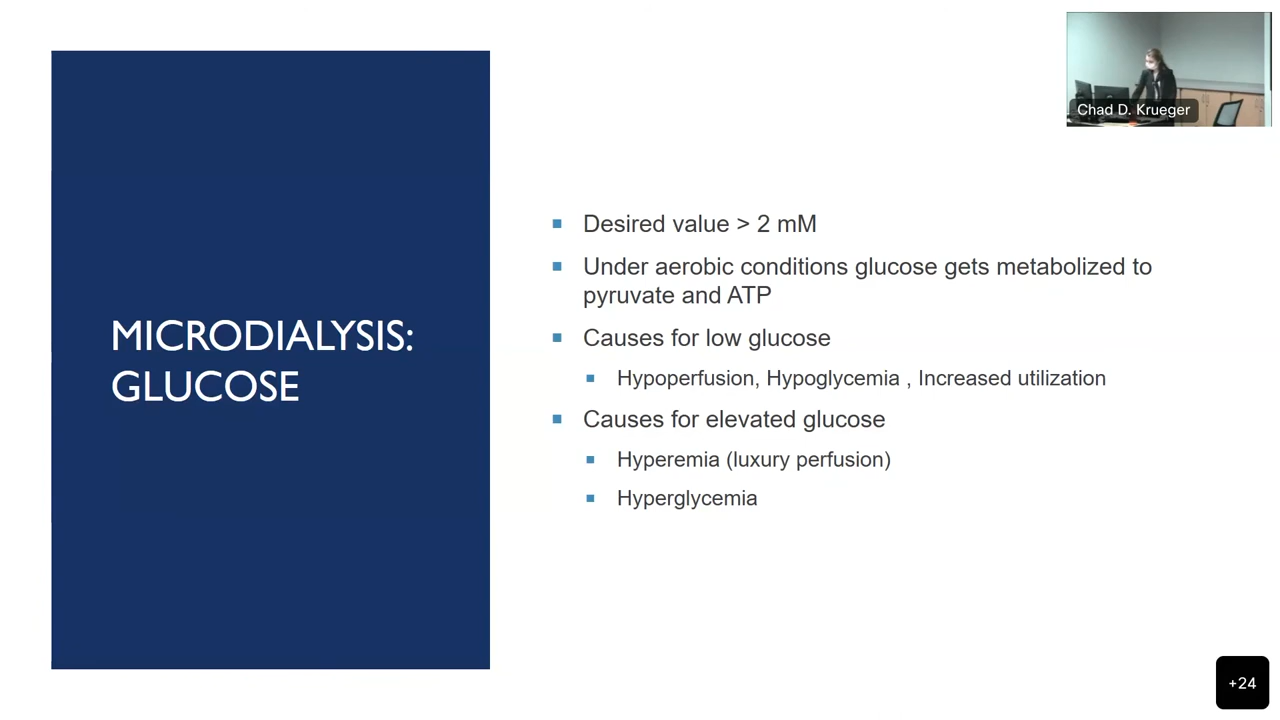 Chad D. Krueger
MICRODIALYSIS:
GLUCOSE
Desired value > 2 mM
Under aerobic conditions glucose gets metabolized to
pyruvate and ATP
Causes for low glucose
Hypoperfusion, Hypoglycemia , Increased utilization
Causes for elevated glucose
Hyperemia (luxury perfusion)
Hyperglycemia
+24